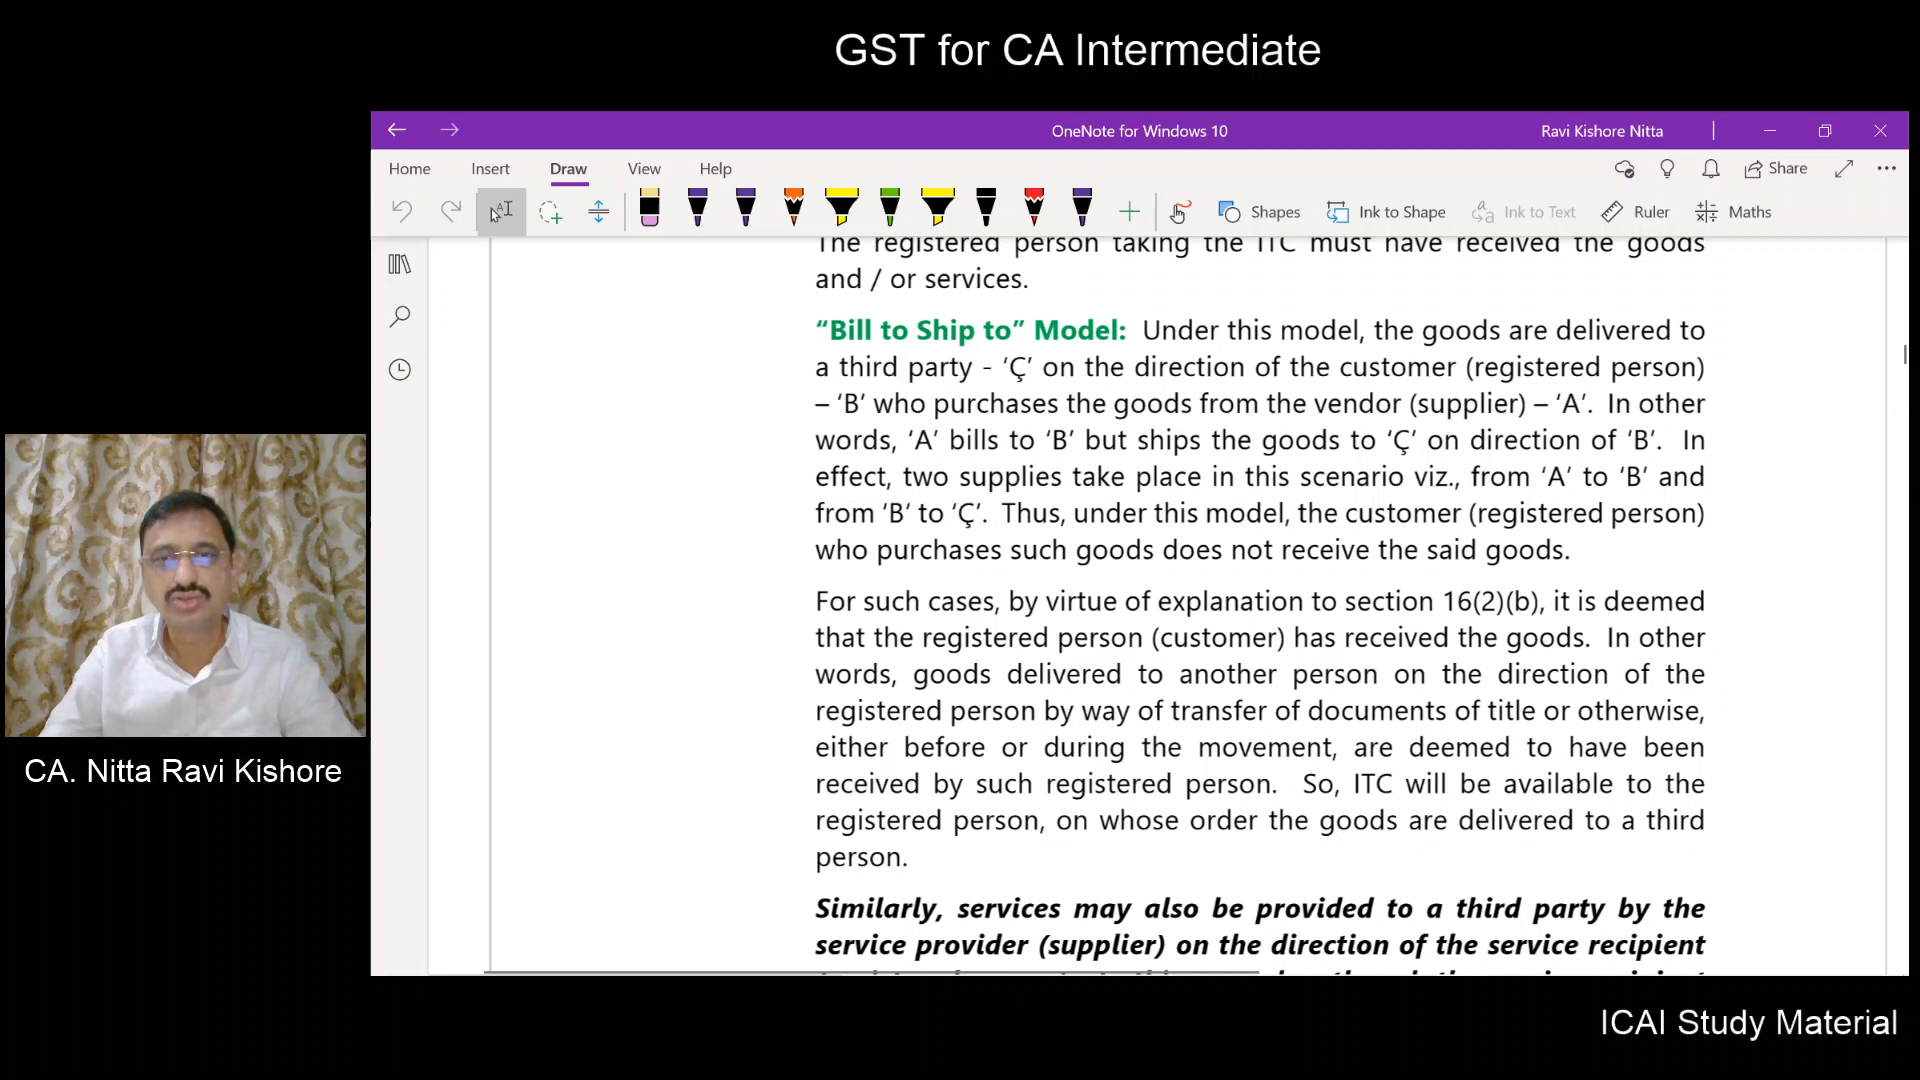 GST for CA Intermediate
OneNote for Windows 10
Ravi Kishore Nitta
Home Insert Draw View Help
Share
Shapes Ink to Shape Ink to Text Ruler Maths
The registered person taking the ITC must have received the goods
and / or services.
“Bill to Ship to” Model: Under this model, the goods are delivered to
a third party - ‘Ç’ on the direction of the customer (registered person)
– ‘B’ who purchases the goods from the vendor (supplier) – ‘A’. In other
words, ‘A’ bills to ‘B’ but ships the goods to ‘Ç’ on direction of ‘B’. In
effect, two supplies take place in this scenario viz., from ‘A’ to ‘B’ and
from ‘B’ to ‘Ç’. Thus, under this model, the customer (registered person)
who purchases such goods does not receive the said goods.
For such cases, by virtue of explanation to section 16(2)(b), it is deemed
that the registered person (customer) has received the goods. In other
words, goods delivered to another person on the direction of the
registered person by way of transfer of documents of title or otherwise,
either before or during the movement, are deemed to have been
received by such registered person. So, ITC will be available to the
registered person, on whose order the goods are delivered to a third
person.
Similarly, services may also be provided to a third party by the
service provider (supplier) on the direction of the service recipient
CA. Nitta Ravi Kishore
ICAI Study Material